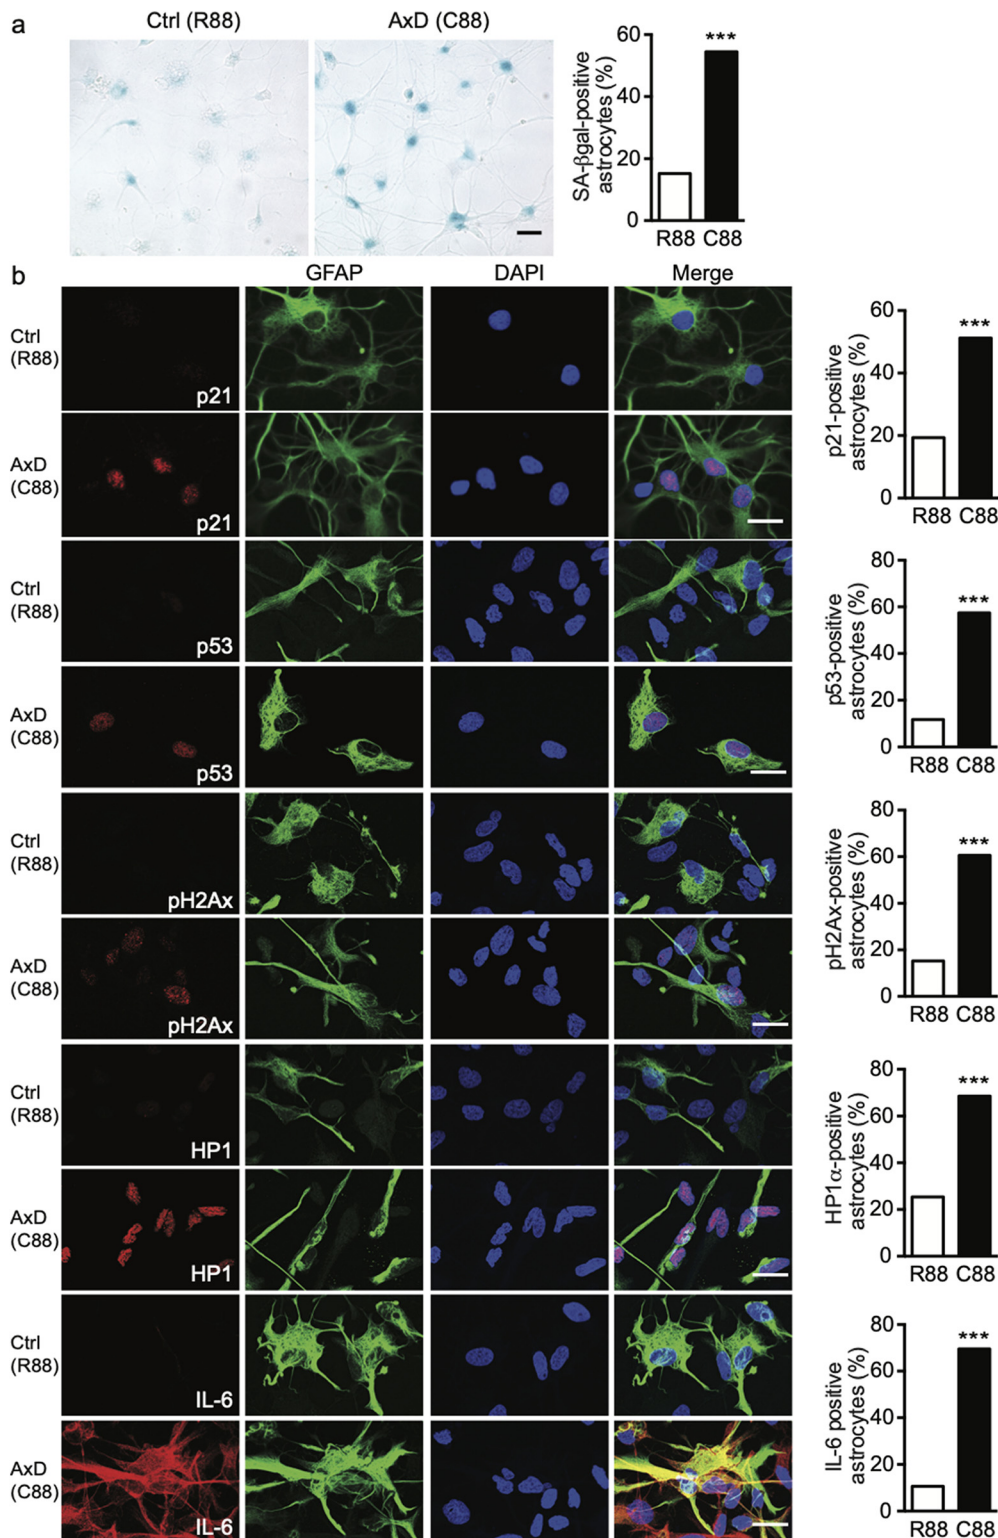 a
Ctrl (R88)
AxD (C88)
SA-βgal-positive
astrocytes (%)
60
40
20
0
***
R88 C88
b
GFAP DAPI Merge
Ctrl
(R88)
p21
AxD
(C88)
p21
p21-positive
astrocytes (%)
60
40
20
0
***
R88 C88
Ctrl
(R88)
p53
AxD
(C88)
p53
p53-positive
astrocytes (%)
80
60
40
20
0
***
R88 C88
Ctrl
(R88)
pH2Ax
AxD
(C88)
pH2Ax
pH2Ax-positive
astrocytes (%)
80
60
40
20
0
***
R88 C88
Ctrl
(R88)
HP1
AxD
(C88)
HP1
HP1α-positive
astrocytes (%)
80
60
40
20
0
***
R88 C88
Ctrl
(R88)
IL-6
AxD
(C88)
IL-6
IL-6 positive
astrocytes (%)
80
60
40
20
0
***
R88 C88